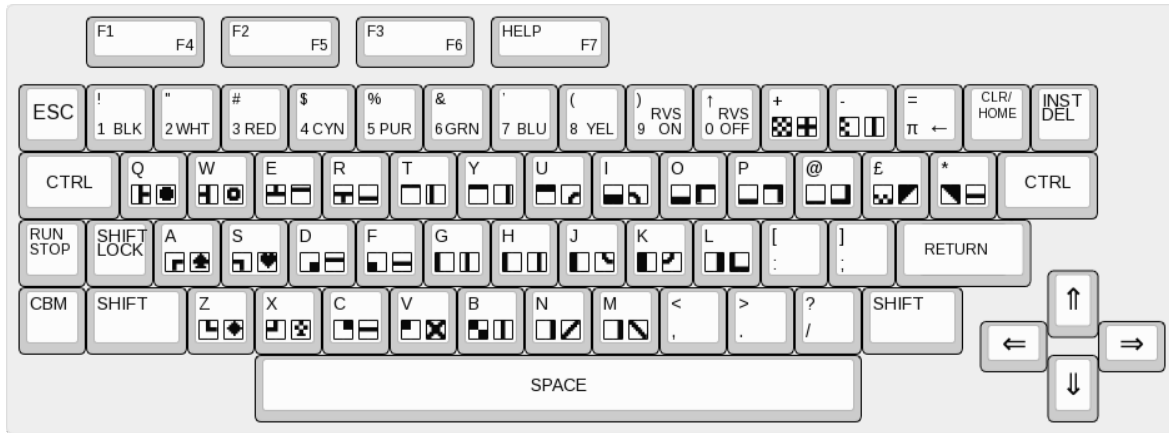 F1 F4 F2 F5 F3 F6 HELP F7
ESC ! 1 BLK " 2 WHT # 3 RED $ 4 CYN % 5 PUR & 6 GRN ' 7 BLU ( 8 YEL ) 9 RVS ON ↑ 0 RVS OFF + - = π ← CLR/ HOME INST DEL
CTRL Q W E R T Y U I O P @ £ * CTRL
RUN STOP SHIFT LOCK A S D F G H J K L [ : ] ; RETURN
CBM SHIFT Z X C V B N M < , > . ? / SHIFT ⇑
⇐ ⇒
SPACE ⇓